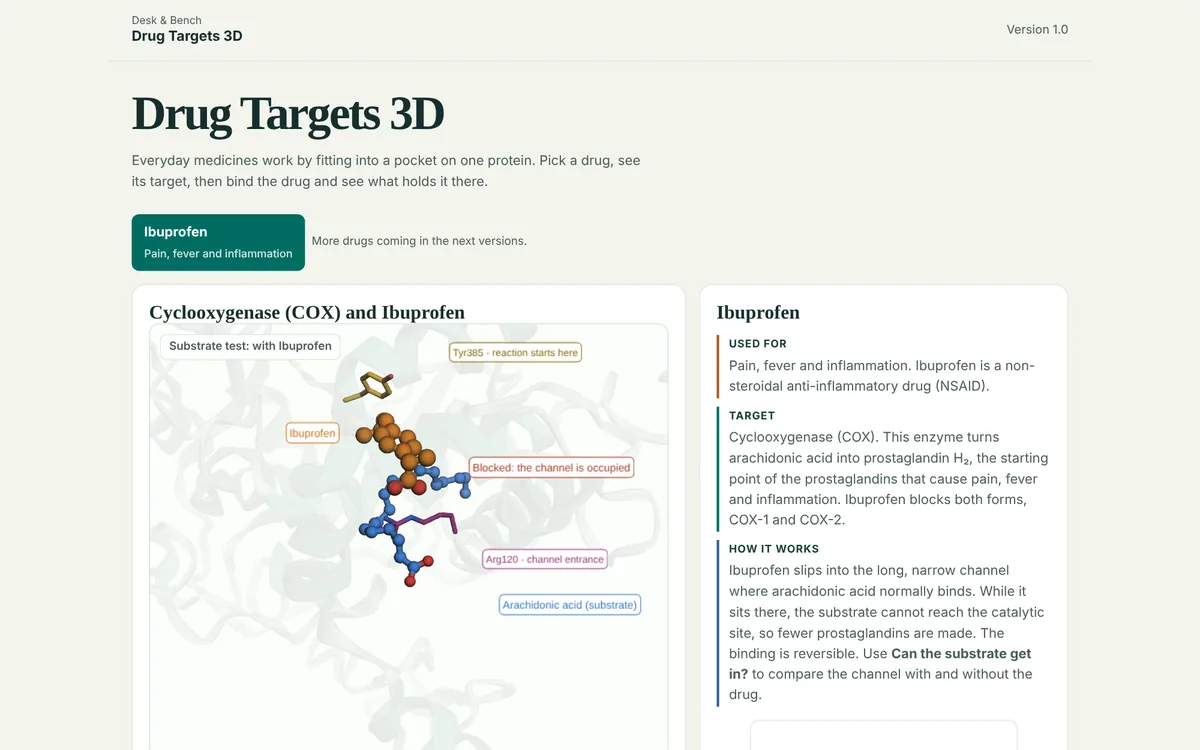 Desk & Bench
Drug Targets 3D
Version 1.0
Drug Targets 3D
Everyday medicines work by fitting into a pocket on one protein. Pick a drug, see
its target, then bind the drug and see what holds it there.
Ibuprofen
Pain, fever and inflammation
More drugs coming in the next versions.
Cyclooxygenase (COX) and Ibuprofen
Substrate test: with Ibuprofen
Tyr385 · reaction starts here
Ibuprofen
Blocked: the channel is occupied
Arg120 · channel entrance
Arachidonic acid (substrate)
Ibuprofen
USED FOR
Pain, fever and inflammation. Ibuprofen is a non-
steroidal anti-inflammatory drug (NSAID).
TARGET
Cyclooxygenase (COX). This enzyme turns
arachidonic acid into prostaglandin H₂, the starting
point of the prostaglandins that cause pain, fever
and inflammation. Ibuprofen blocks both forms,
COX-1 and COX-2.
HOW IT WORKS
Ibuprofen slips into the long, narrow channel
where arachidonic acid normally binds. While it
sits there, the substrate cannot reach the catalytic
site, so fewer prostaglandins are made. The
binding is reversible. Use Can the substrate get
in? to compare the channel with and without the
drug.